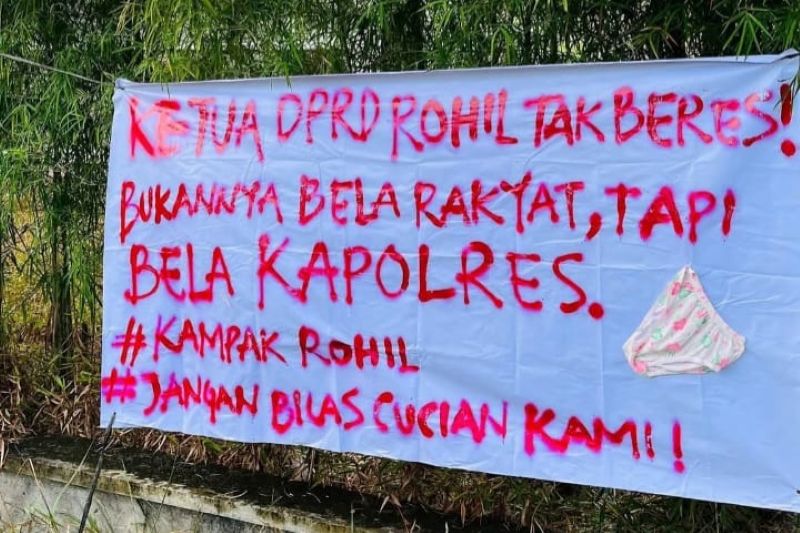 KETUA DPRD ROHIL TAK BERES!
BUKANNYA BELA RAKYAT, TAPI
BELA KAPOLRES.
#KAMPAK ROHIL
#JANGAN BILAS CUCIAN KAMI!